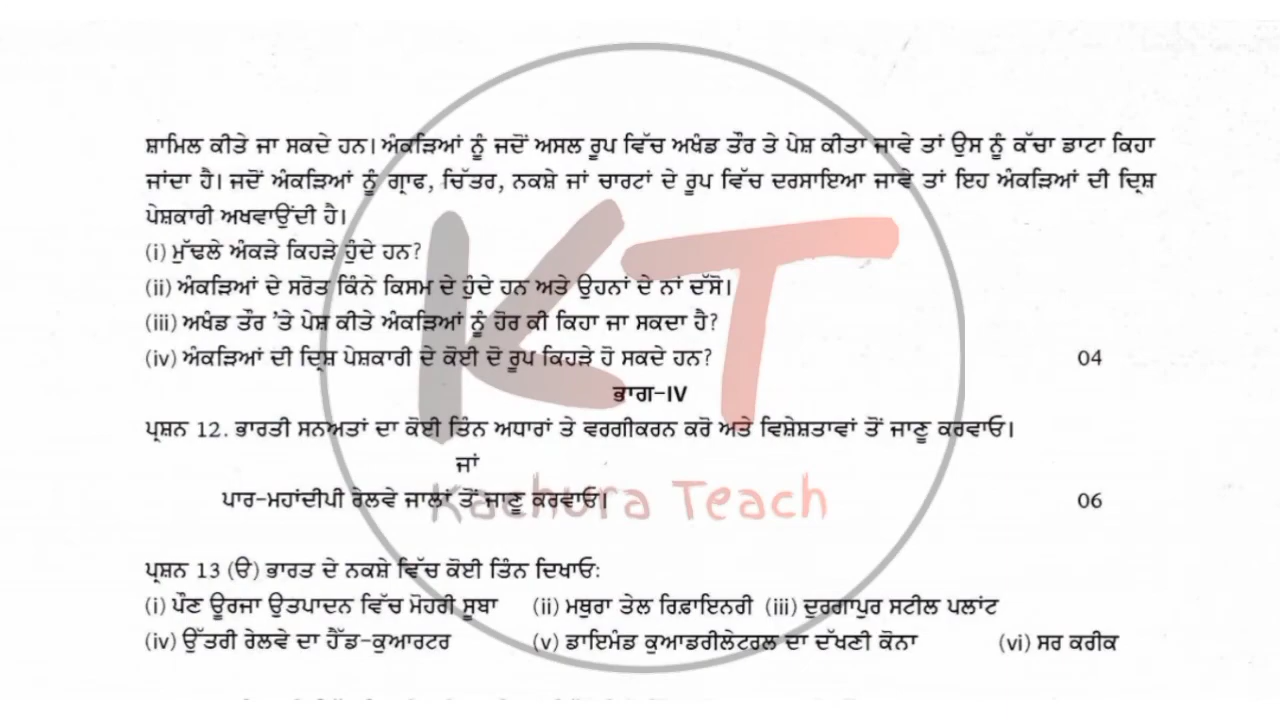 ਸ਼ਾਮਿਲ ਕੀਤੇ ਜਾ ਸਕਦੇ ਹਨ। ਅੰਕੜਿਆਂ ਨੂੰ ਜਦੋਂ ਅਸਲ ਰੂਪ ਵਿੱਚ ਅਖੰਡ ਤੌਰ ਤੇ ਪੇਸ਼ ਕੀਤਾ ਜਾਵੇ ਤਾਂ ਉਸ ਨੂੰ ਕੱਚਾ ਡਾਟਾ ਕਿਹਾ
ਜਾਂਦਾ ਹੈ। ਜਦੋਂ ਅੰਕੜਿਆਂ ਨੂੰ ਗ੍ਰਾਫ, ਚਿੱਤਰ, ਨਕਸ਼ੇ ਜਾਂ ਚਾਰਟਾਂ ਦੇ ਰੂਪ ਵਿੱਚ ਦਰਸਾਇਆ ਜਾਵੇ ਤਾਂ ਇਹ ਅੰਕੜਿਆਂ ਦੀ ਦ੍ਰਿਸ਼
ਪੇਸ਼ਕਾਰੀ ਅਖਵਾਉਂਦੀ ਹੈ।
(i) ਮੁੱਢਲੇ ਅੰਕੜੇ ਕਿਹੜੇ ਹੁੰਦੇ ਹਨ?
(ii) ਅੰਕੜਿਆਂ ਦੇ ਸਰੋਤ ਕਿੰਨੇ ਕਿਸਮ ਦੇ ਹੁੰਦੇ ਹਨ ਅਤੇ ਉਹਨਾਂ ਦੇ ਨਾਂ ਦੱਸੋ।
(iii) ਅਖੰਡ ਤੌਰ 'ਤੇ ਪੇਸ਼ ਕੀਤੇ ਅੰਕੜਿਆਂ ਨੂੰ ਹੋਰ ਕੀ ਕਿਹਾ ਜਾ ਸਕਦਾ ਹੈ?
(iv) ਅੰਕੜਿਆਂ ਦੀ ਦ੍ਰਿਸ਼ ਪੇਸ਼ਕਾਰੀ ਦੇ ਕੋਈ ਦੋ ਰੂਪ ਕਿਹੜੇ ਹੋ ਸਕਦੇ ਹਨ? 04
ਭਾਗ-IV
ਪ੍ਰਸ਼ਨ 12. ਭਾਰਤੀ ਸਨਅਤਾਂ ਦਾ ਕੋਈ ਤਿੰਨ ਅਧਾਰਾਂ ਤੇ ਵਰਗੀਕਰਨ ਕਰੋ ਅਤੇ ਵਿਸ਼ੇਸ਼ਤਾਵਾਂ ਤੋਂ ਜਾਣੂ ਕਰਵਾਓ।
ਜਾਂ
ਪਾਰ-ਮਹਾਂਦੀਪੀ ਰੇਲਵੇ ਜਾਲਾਂ ਤੋਂ ਜਾਣੂ ਕਰਵਾਓ। 06
KT
Kachura Teach
ਪ੍ਰਸ਼ਨ 13 (ੳ) ਭਾਰਤ ਦੇ ਨਕਸ਼ੇ ਵਿੱਚ ਕੋਈ ਤਿੰਨ ਦਿਖਾਓ:
(i) ਪੌਣ ਊਰਜਾ ਉਤਪਾਦਨ ਵਿੱਚ ਮੋਹਰੀ ਸੂਬਾ (ii) ਮਥੁਰਾ ਤੇਲ ਰਿਫ਼ਾਇਨਰੀ (iii) ਦੁਰਗਾਪੁਰ ਸਟੀਲ ਪਲਾਂਟ
(iv) ਉੱਤਰੀ ਰੇਲਵੇ ਦਾ ਹੈੱਡ-ਕੁਆਰਟਰ (v) ਡਾਇਮੰਡ ਕੁਆਡਰੀਲੇਟਰਲ ਦਾ ਦੱਖਣੀ ਕੋਨਾ (vi) ਸਰ ਕਰੀਕ